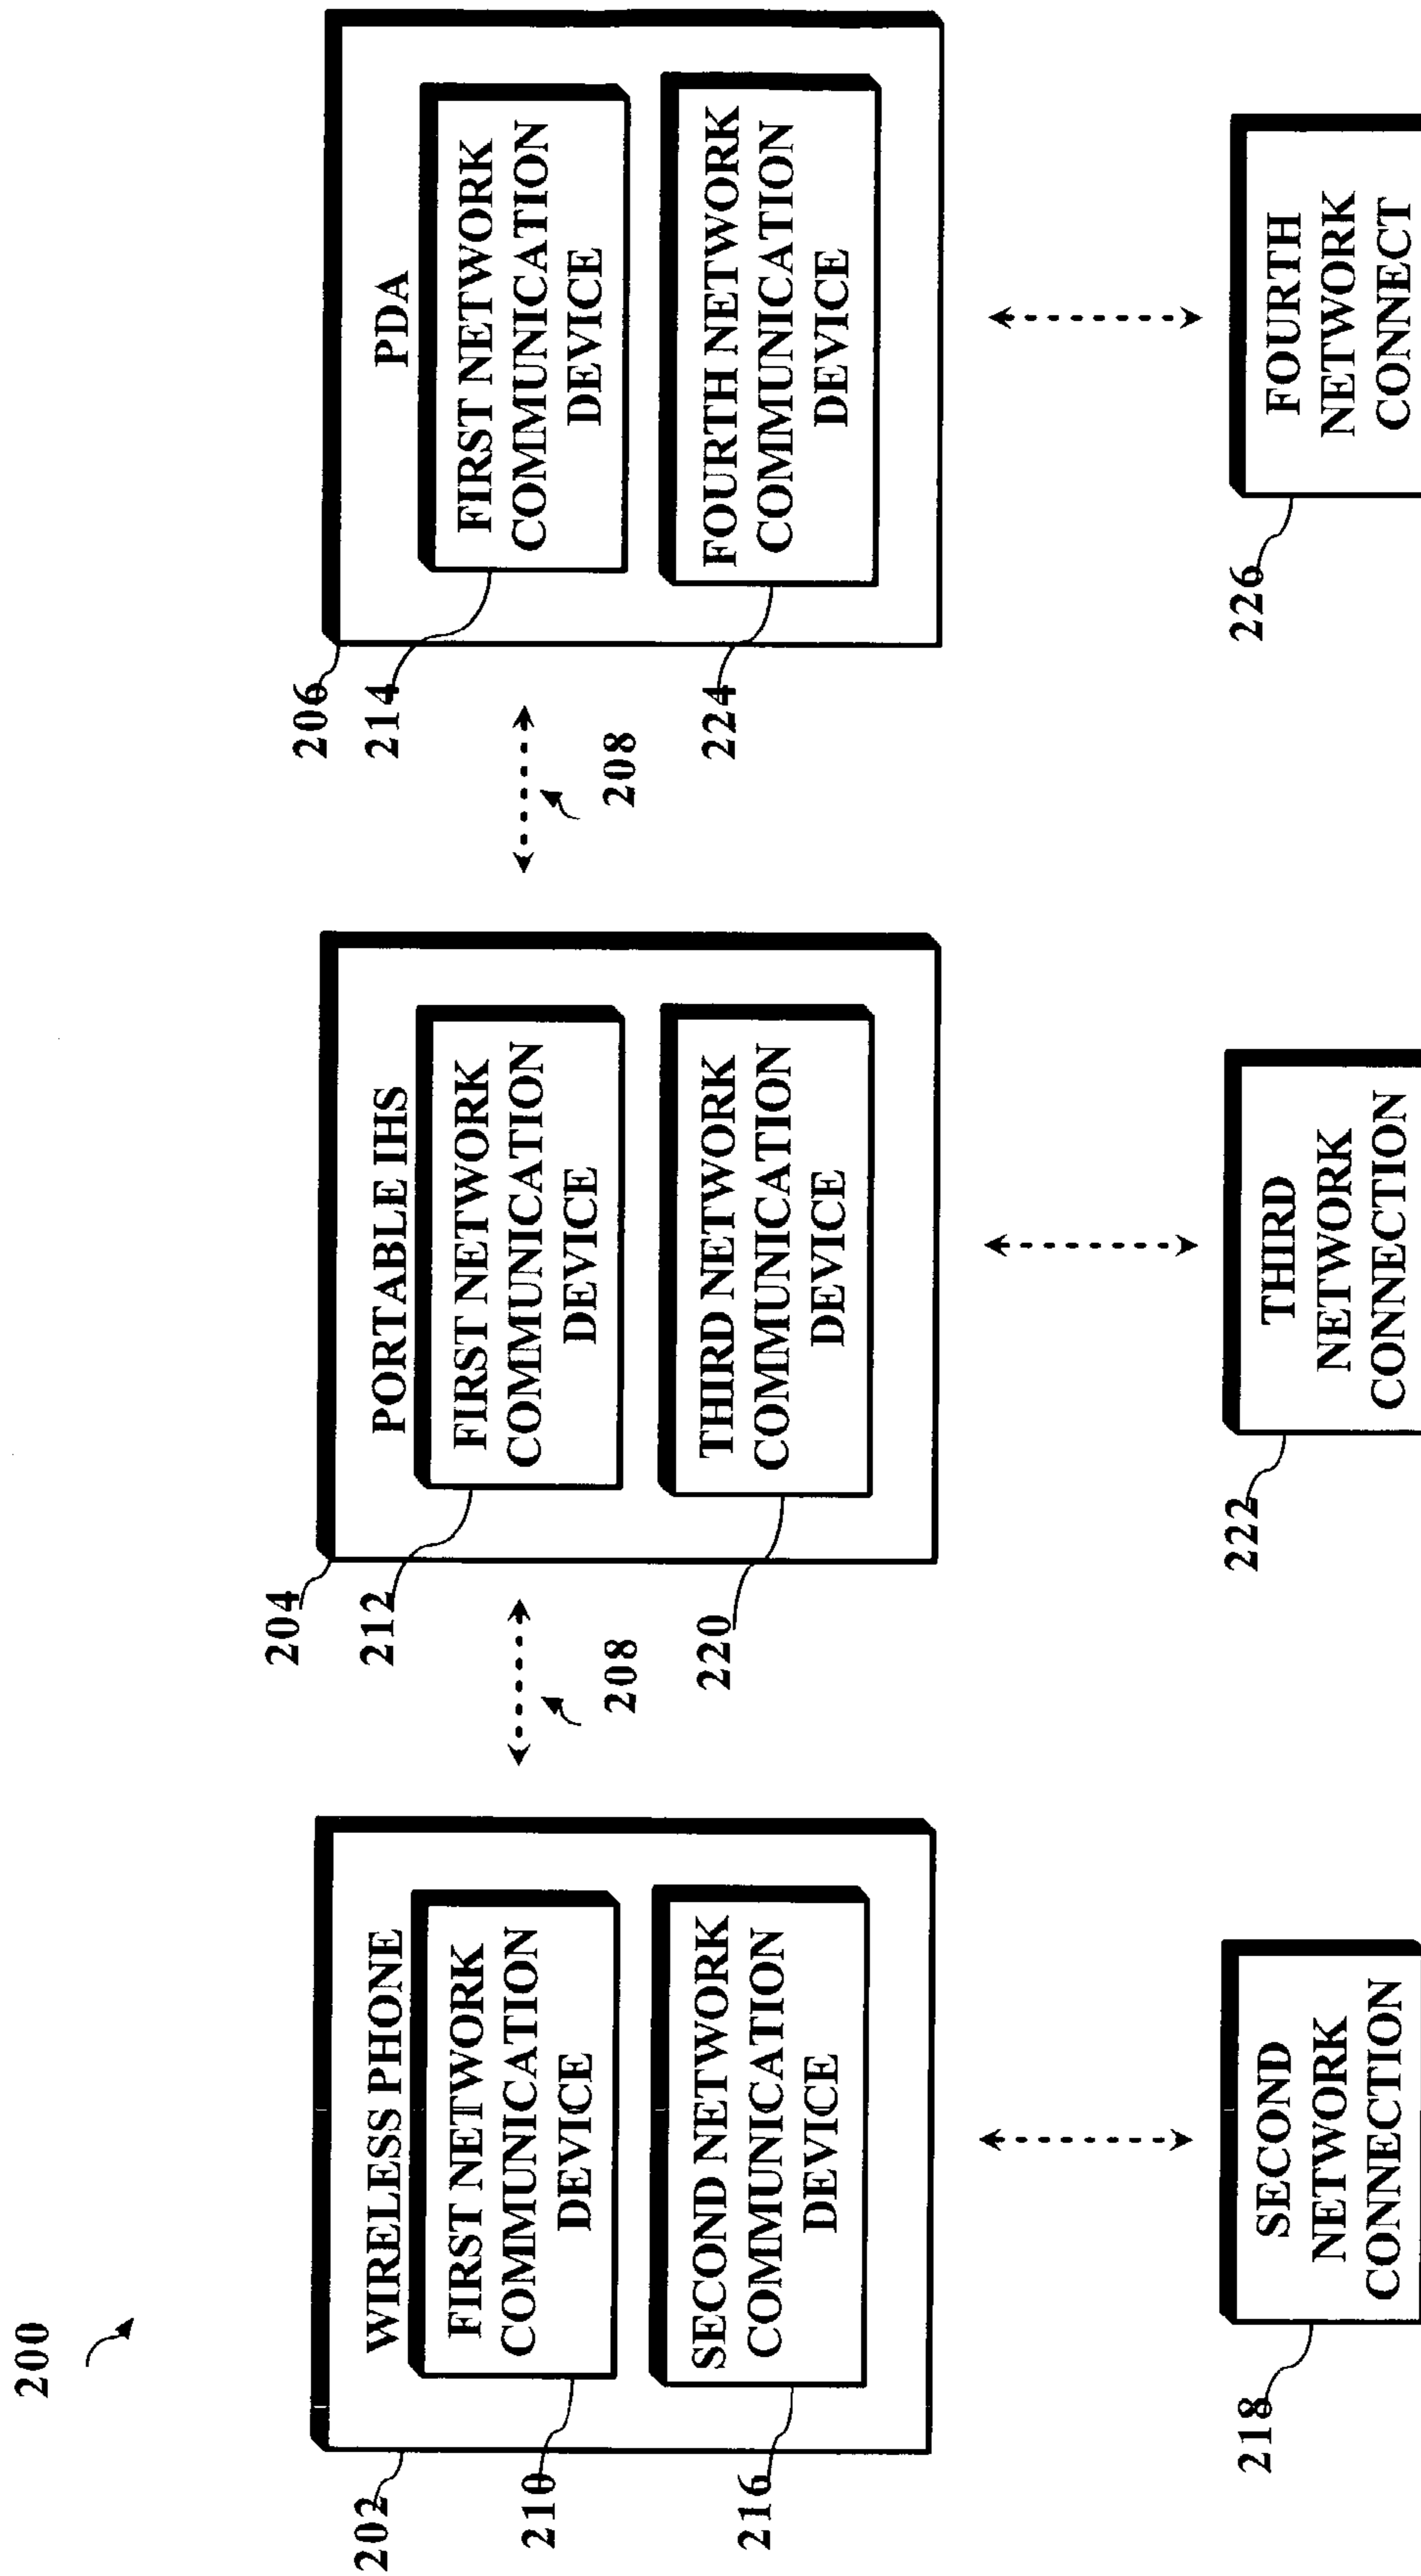 200
202
WIRELESS PHONE
210
FIRST NETWORK
COMMUNICATION
DEVICE
216
SECOND NETWORK
COMMUNICATION
DEVICE
218
SECOND
NETWORK
CONNECTION
208
204
PORTABLE IHS
212
FIRST NETWORK
COMMUNICATION
DEVICE
220
THIRD NETWORK
COMMUNICATION
DEVICE
222
THIRD
NETWORK
CONNECTION
208
206
PDA
214
FIRST NETWORK
COMMUNICATION
DEVICE
224
FOURTH NETWORK
COMMUNICATION
DEVICE
226
FOURTH
NETWORK
CONNECT